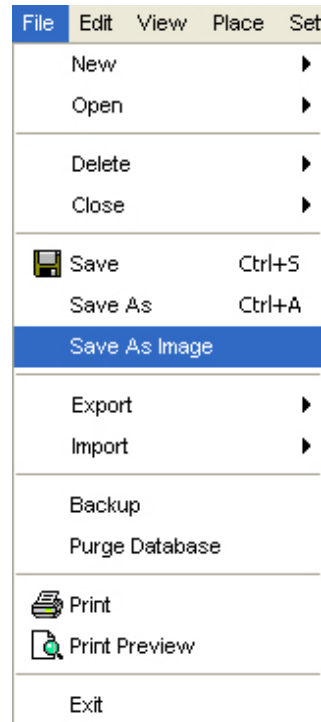 File Edit View Place Set
New
Open
Delete
Close
Save Ctrl+S
Save As Ctrl+A
Save As Image
Export
Import
Backup
Purge Database
Print
Print Preview
Exit